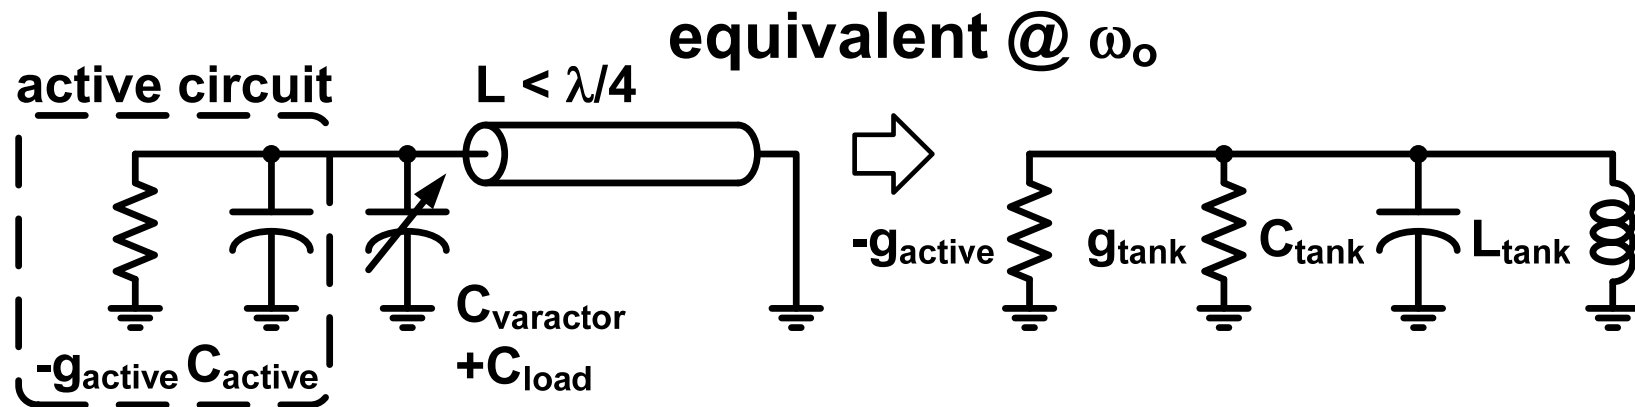 equivalent @ ωo
active circuit
L < λ/4
-gactive
gtank
Ctank
Ltank
Cvaractor
+Cload
-gactive Cactive